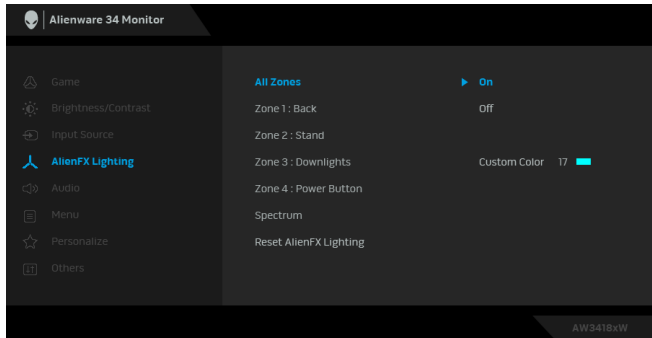 Alienware 34 Monitor
Game
Brightness/Contrast
Input Source
AlienFX Lighting
Audio
Menu
Personalize
Others
All Zones
Zone 1 : Back
Zone 2 : Stand
Zone 3 : Downlights
Zone 4 : Power Button
Spectrum
Reset AlienFX Lighting
On
Off
Custom Color 17
AW3418xW